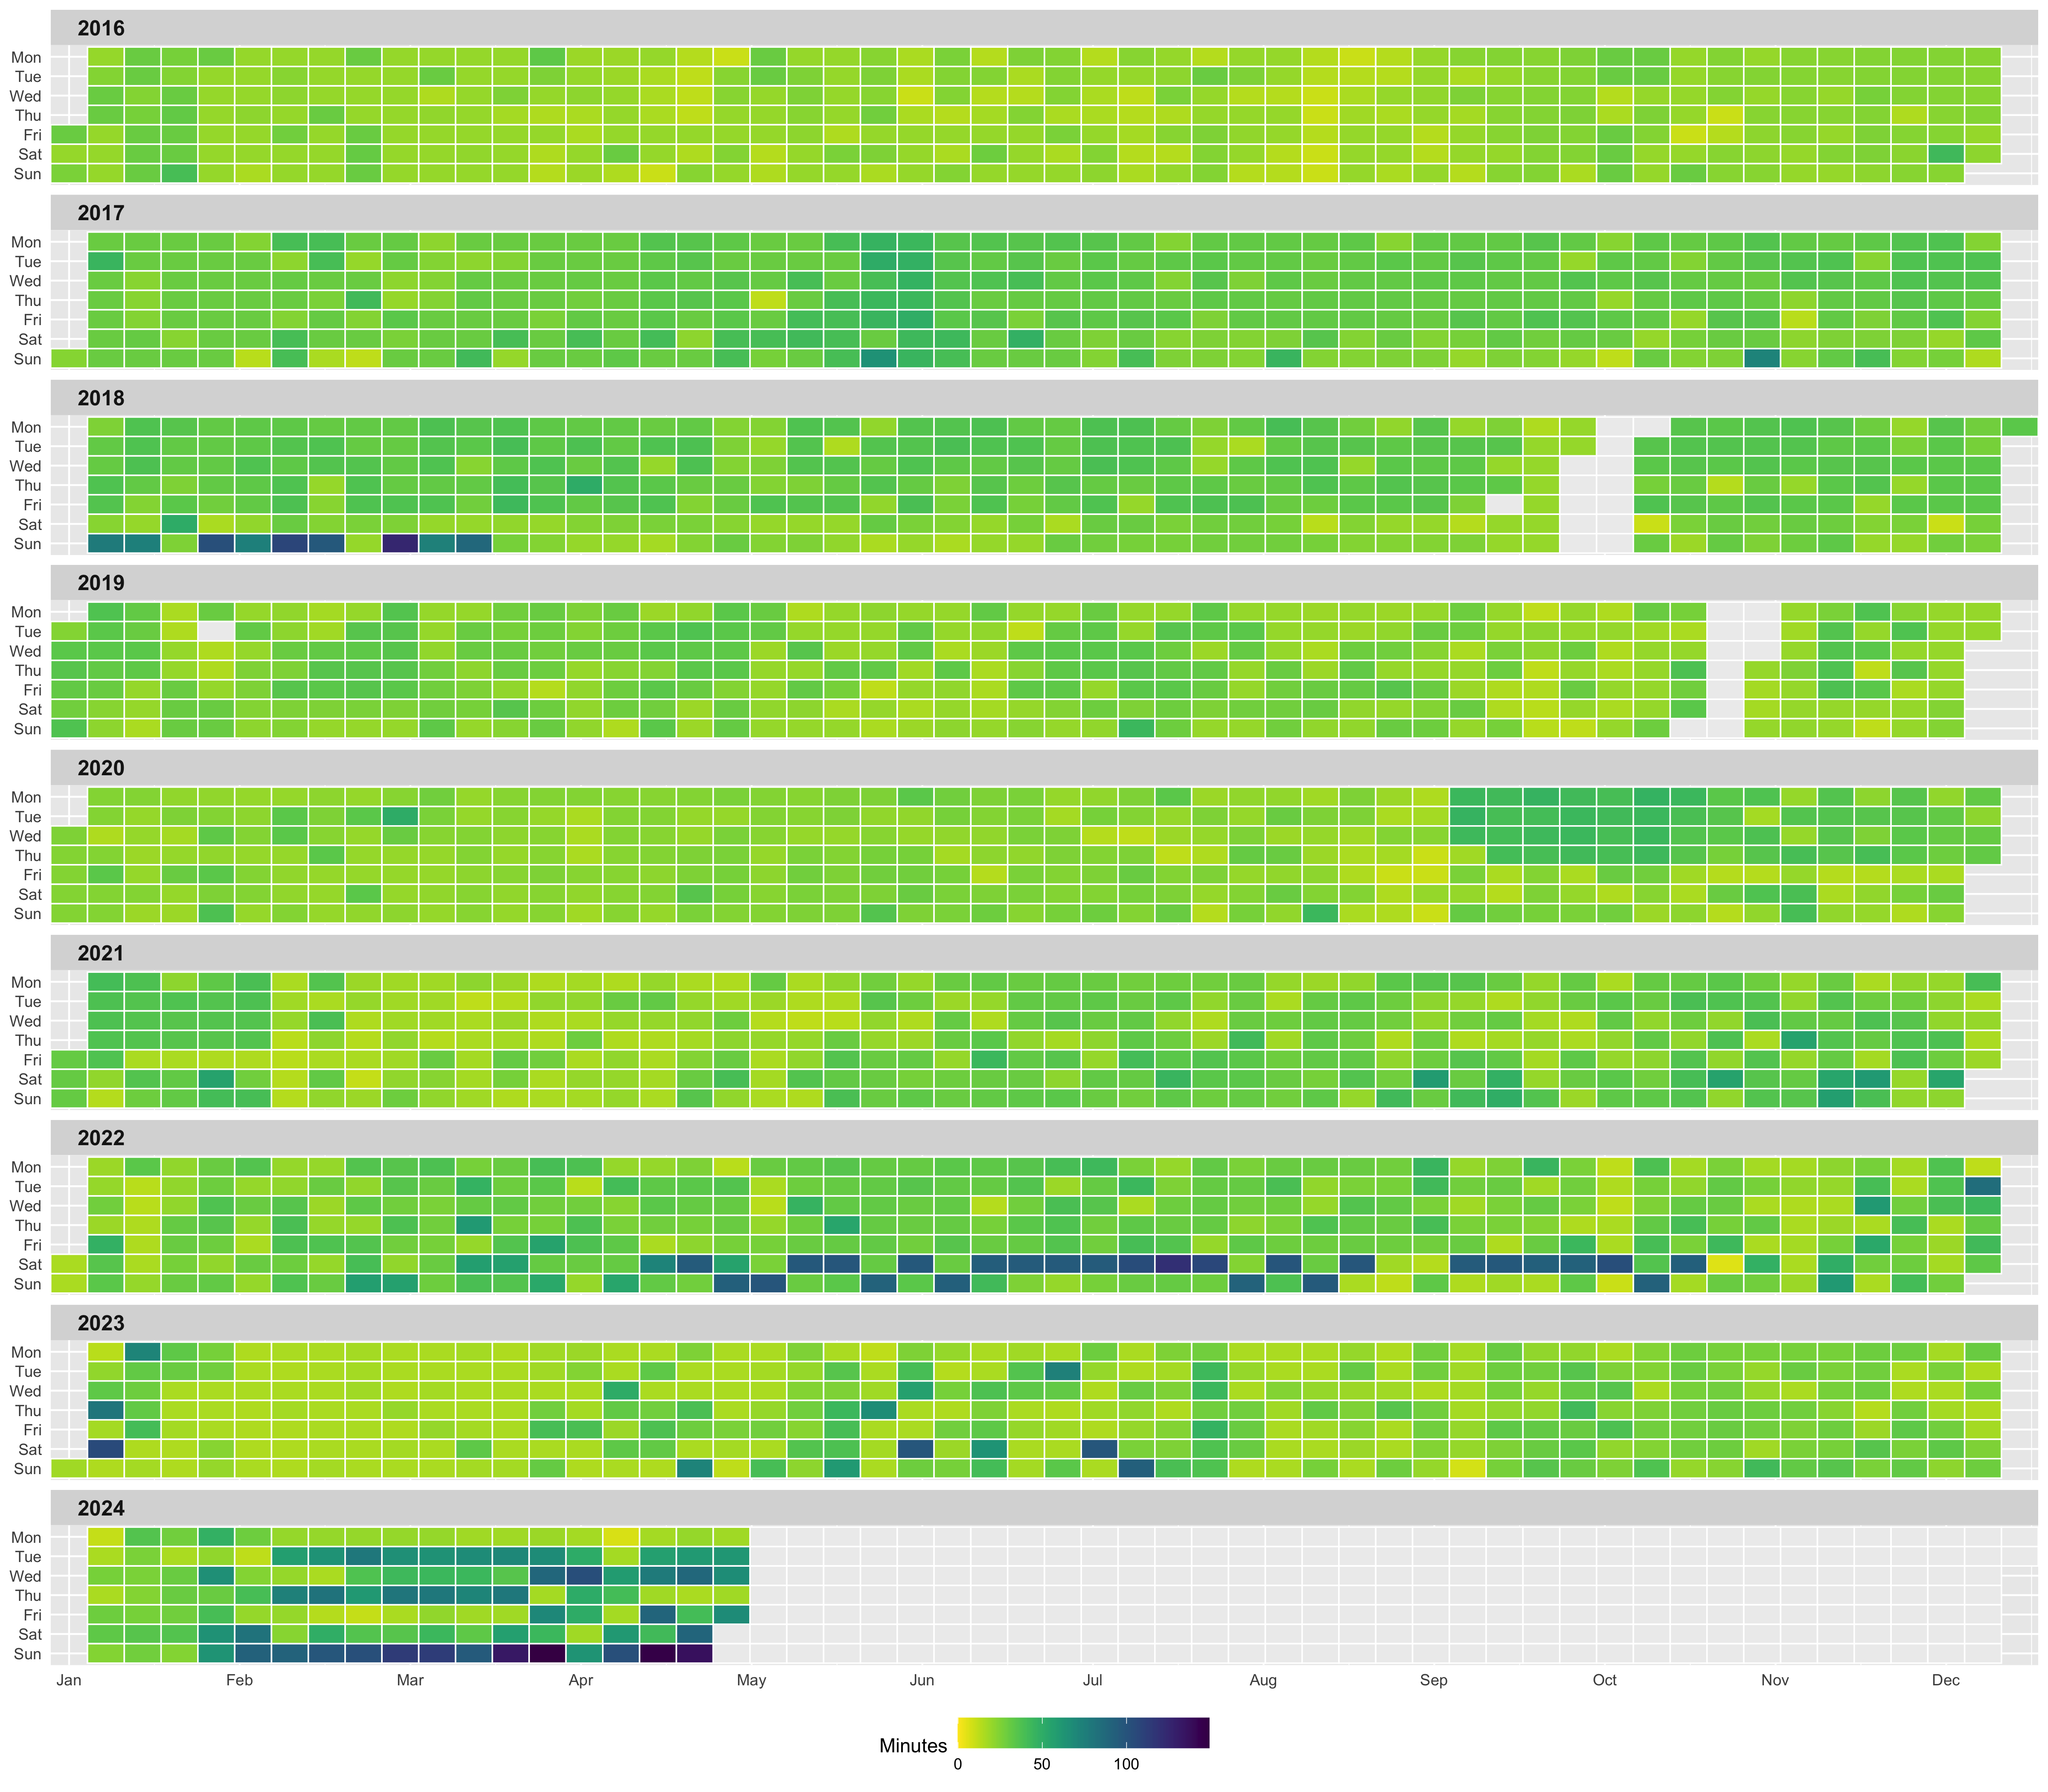 2016
Mon
Tue
Wed
Thu
Fri
Sat
Sun
2017
Mon
Tue
Wed
Thu
Fri
Sat
Sun
2018
Mon
Tue
Wed
Thu
Fri
Sat
Sun
2019
Mon
Tue
Wed
Thu
Fri
Sat
Sun
2020
Mon
Tue
Wed
Thu
Fri
Sat
Sun
2021
Mon
Tue
Wed
Thu
Fri
Sat
Sun
2022
Mon
Tue
Wed
Thu
Fri
Sat
Sun
2023
Mon
Tue
Wed
Thu
Fri
Sat
Sun
2024
Mon
Tue
Wed
Thu
Fri
Sat
Sun
Jan Feb Mar Apr May Jun Jul Aug Sep Oct Nov Dec
Minutes
0 50 100